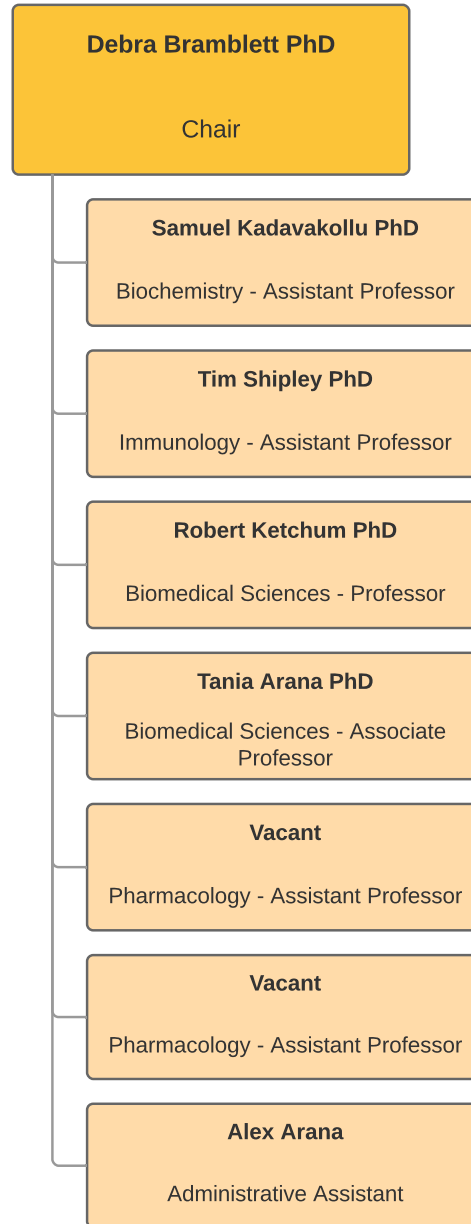 Debra Bramblett PhD
Chair
Samuel Kadavakollu PhD
Biochemistry - Assistant Professor
Tim Shipley PhD
Immunology - Assistant Professor
Robert Ketchum PhD
Biomedical Sciences - Professor
Tania Arana PhD
Biomedical Sciences - Associate
Professor
Vacant
Pharmacology - Assistant Professor
Vacant
Pharmacology - Assistant Professor
Alex Arana
Administrative Assistant